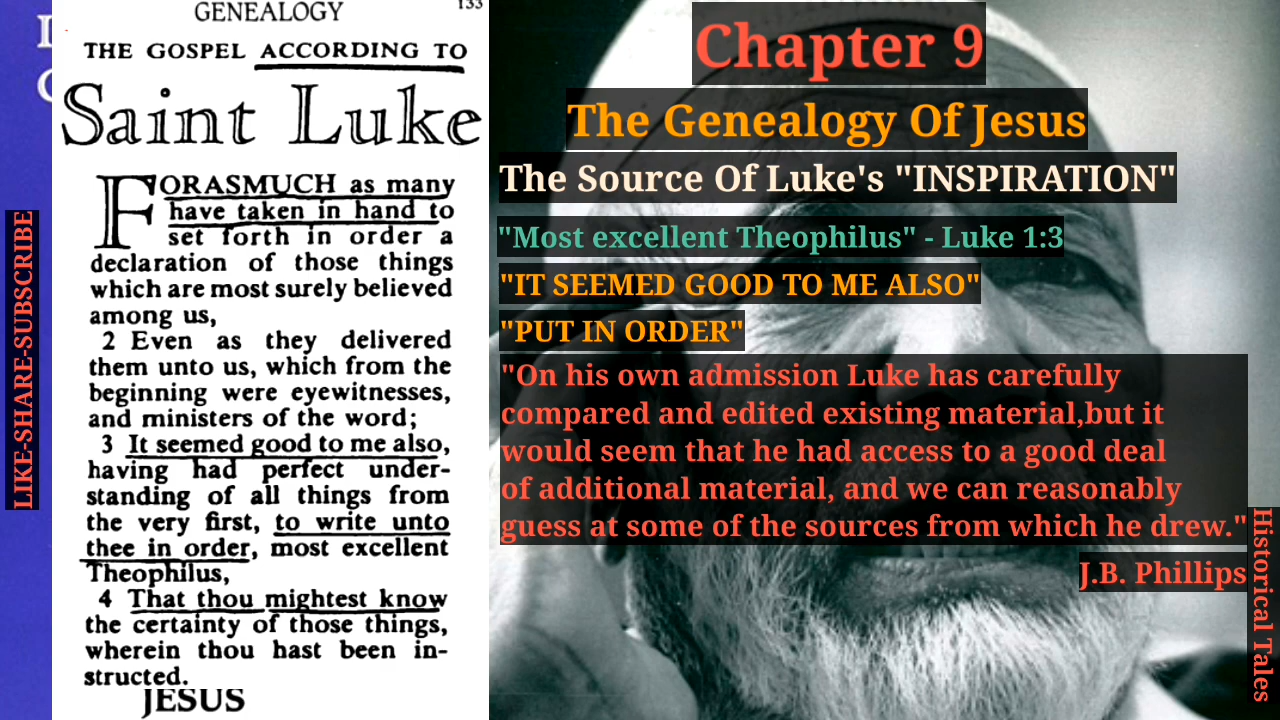 GENEALOGY
133
THE GOSPEL ACCORDING TO
Saint Luke
FORASMUCH as many
have taken in hand to
set forth in order a
declaration of those things
which are most surely believed
among us,
2 Even as they delivered
them unto us, which from the
beginning were eyewitnesses,
and ministers of the word;
3 It seemed good to me also,
having had perfect under-
standing of all things from
the very first, to write unto
thee in order, most excellent
Theophilus,
4 That thou mightest know
the certainty of those things,
wherein thou hast been in-
structed.
JESUS
Chapter 9
The Genealogy Of Jesus
The Source Of Luke's "INSPIRATION"
"Most excellent Theophilus" - Luke 1:3
"IT SEEMED GOOD TO ME ALSO"
"PUT IN ORDER"
"On his own admission Luke has carefully
compared and edited existing material,but it
would seem that he had access to a good deal
of additional material, and we can reasonably
guess at some of the sources from which he drew."
J.B. Phillips
LIKE-SHARE-SUBSCRIBE
Historical Tales